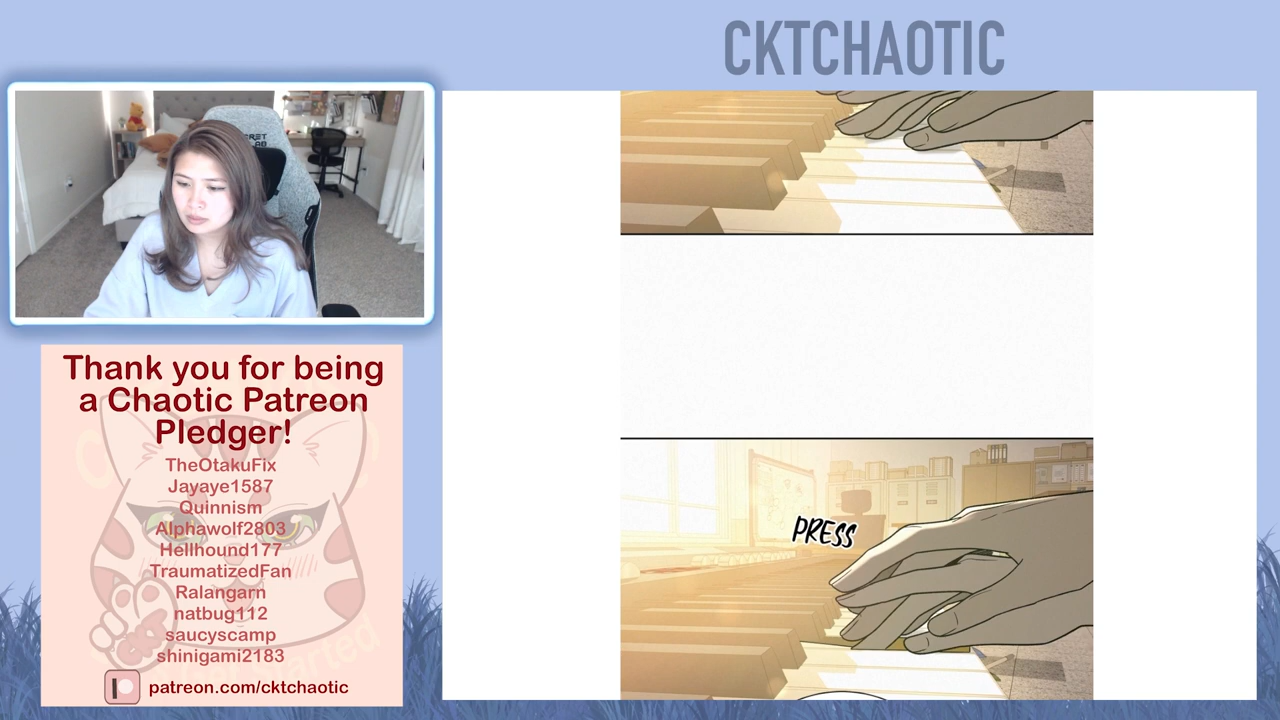 CKTCHAOTIC
Thank you for being
a Chaotic Patreon
Pledger!
TheOtakuFix
Jayaye1587
Quinnism
Alphawolf2803
Hellhound177
TraumatizedFan
Ralangarn
natbug112
saucyscamp
shinigami2183
patreon.com/cktchaotic
PRESS